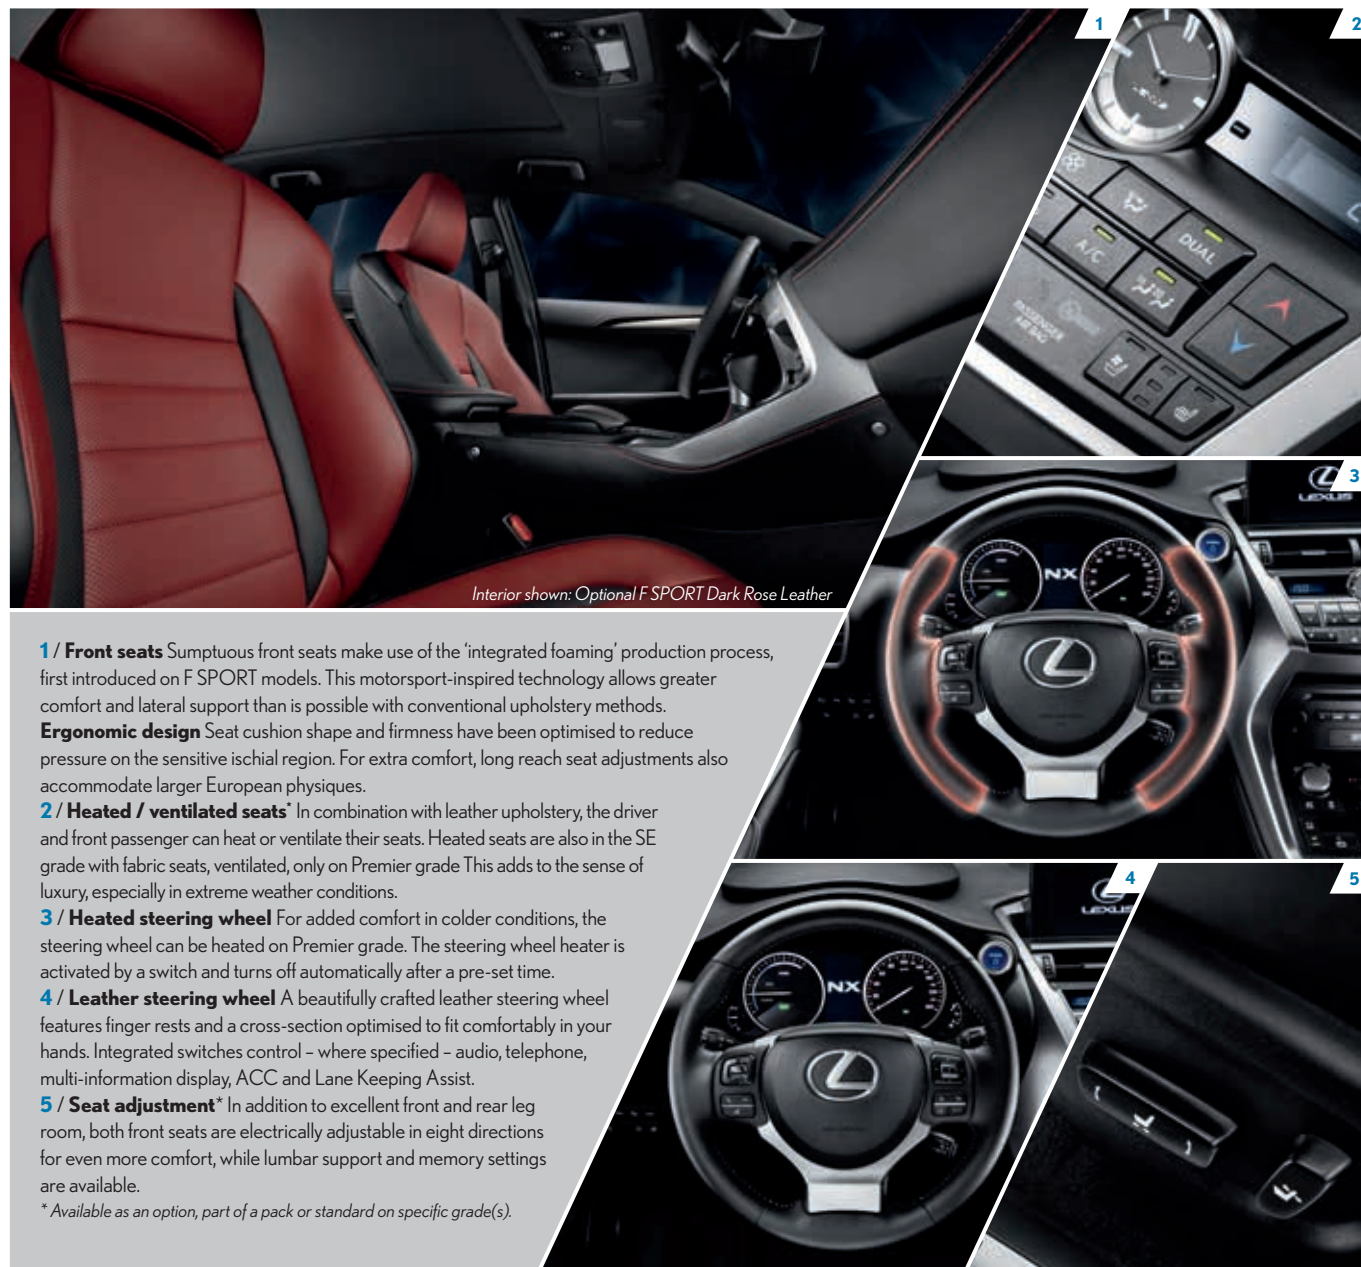 1
2
LEXUS
DUAL
A/C
PASSENGER
AIR BAG
3
LEXUS
NX
Interior shown: Optional F SPORT Dark Rose Leather
1 / Front seats Sumptuous front seats make use of the ‘integrated foaming’ production process,
first introduced on F SPORT models. This motorsport-inspired technology allows greater
comfort and lateral support than is possible with conventional upholstery methods.
Ergonomic design Seat cushion shape and firmness have been optimised to reduce
pressure on the sensitive ischial region. For extra comfort, long reach seat adjustments also
accommodate larger European physiques.
2 / Heated / ventilated seats* In combination with leather upholstery, the driver
and front passenger can heat or ventilate their seats. Heated seats are also in the SE
grade with fabric seats, ventilated, only on Premier grade This adds to the sense of
luxury, especially in extreme weather conditions.
3 / Heated steering wheel For added comfort in colder conditions, the
steering wheel can be heated on Premier grade. The steering wheel heater is
activated by a switch and turns off automatically after a pre-set time.
4 / Leather steering wheel A beautifully crafted leather steering wheel
features finger rests and a cross-section optimised to fit comfortably in your
hands. Integrated switches control – where specified – audio, telephone,
multi-information display, ACC and Lane Keeping Assist.
5 / Seat adjustment* In addition to excellent front and rear leg
room, both front seats are electrically adjustable in eight directions
for even more comfort, while lumbar support and memory settings
are available.
* Available as an option, part of a pack or standard on specific grade(s).
4
5
LEXUS
NX